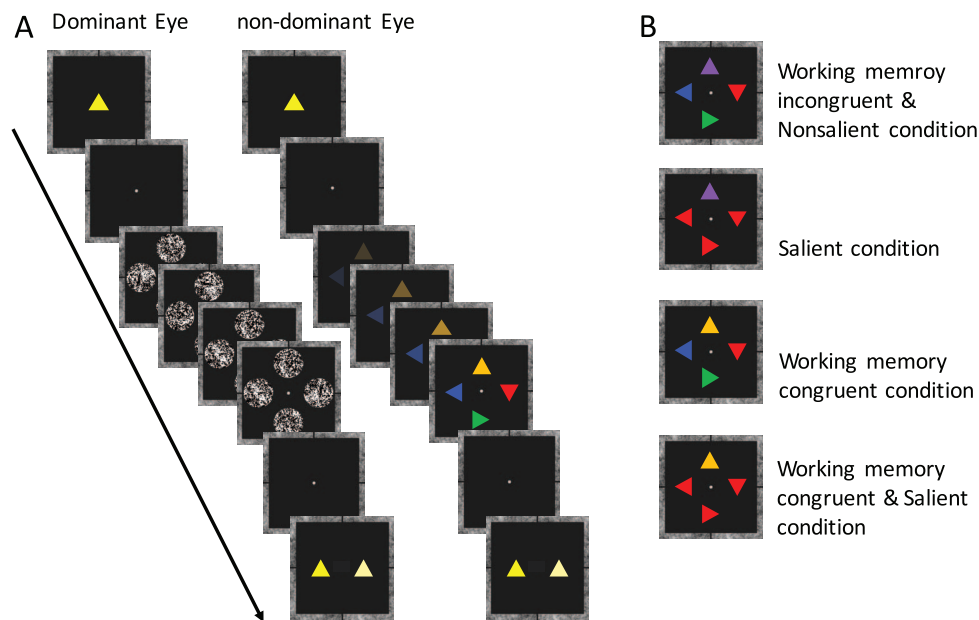 A
Dominant Eye
non-dominant Eye
B
Working memroy
incongruent &
Nonsalient condition
Salient condition
Working memory
congruent condition
Working memory
congruent & Salient
condition